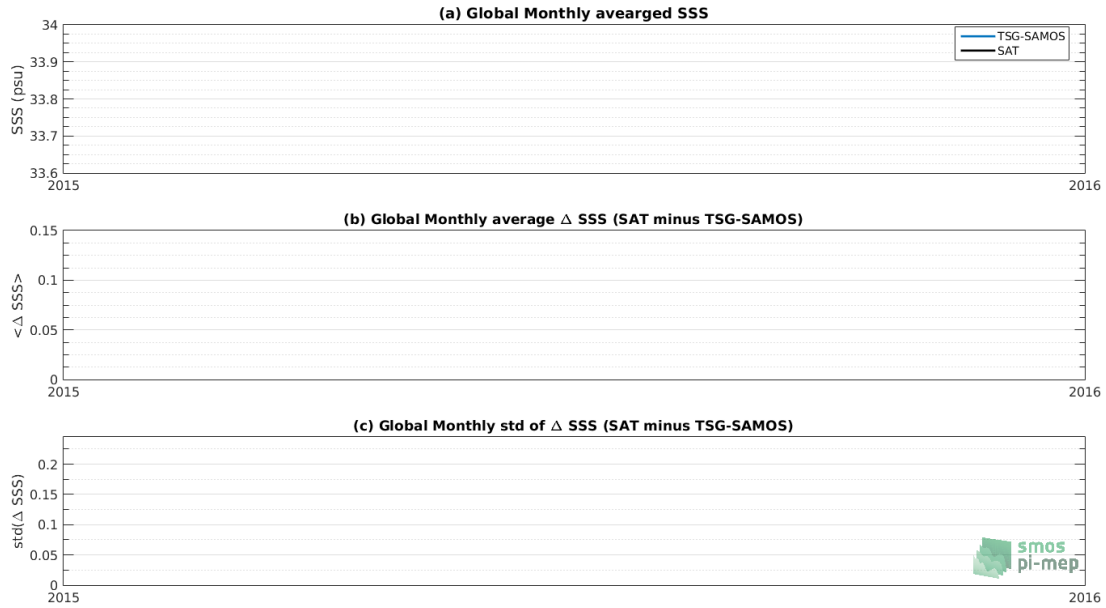 (a) Global Monthly avearged SSS
34
33.9
33.8
33.7
33.6
SSS (psu)
TSG-SAMOS
SAT
2015
2016
(b) Global Monthly average Δ SSS (SAT minus TSG-SAMOS)
0.15
0.1
0.05
0
<Δ SSS>
2015
2016
(c) Global Monthly std of Δ SSS (SAT minus TSG-SAMOS)
0.2
0.15
0.1
0.05
0
std(Δ SSS)
2015
2016
smos
pi-mep